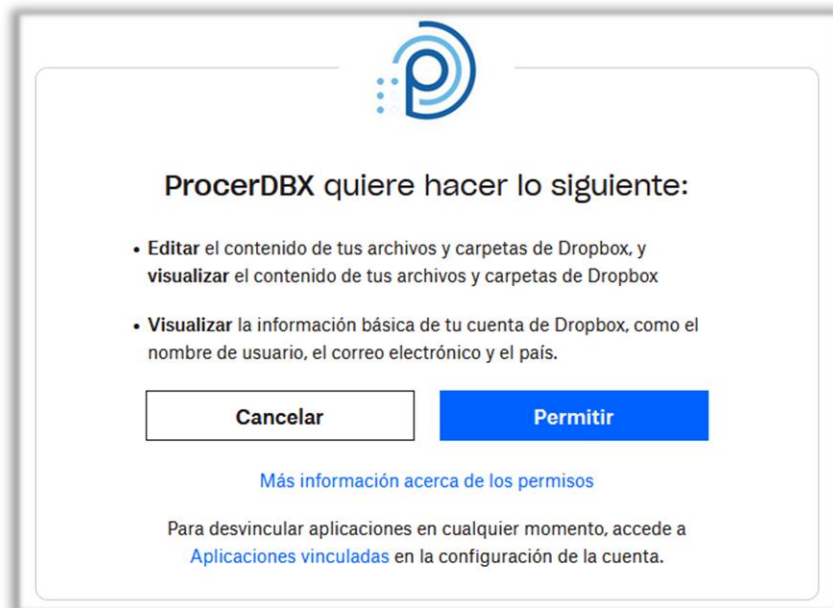 ProcerDBX quiere hacer lo siguiente:
• Editar el contenido de tus archivos y carpetas de Dropbox, y
visualizar el contenido de tus archivos y carpetas de Dropbox
• Visualizar la información básica de tu cuenta de Dropbox, como el
nombre de usuario, el correo electrónico y el país.
Cancelar
Permitir
Más información acerca de los permisos
Para desvincular aplicaciones en cualquier momento, accede a
Aplicaciones vinculadas en la configuración de la cuenta.